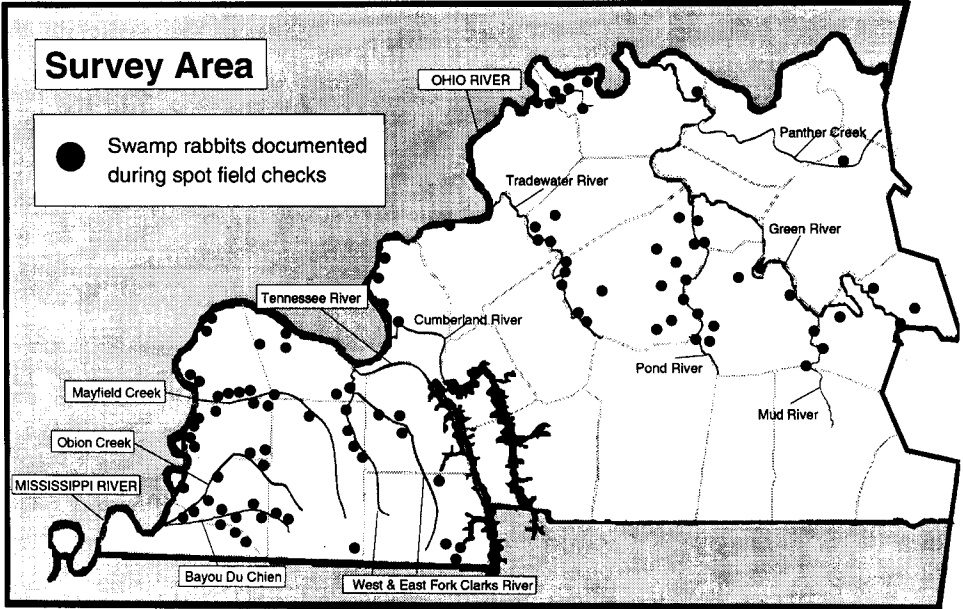 Survey Area
OHIO RIVER
Swamp rabbits documented
during spot field checks
Panther Creek
Tradewater River
Green River
Tennessee River
Cumberland River
Pond River
Mayfield Creek
Mud River
Obion Creek
MISSISSIPPI RIVER
Bayou Du Chien
West & East Fork Clarks River